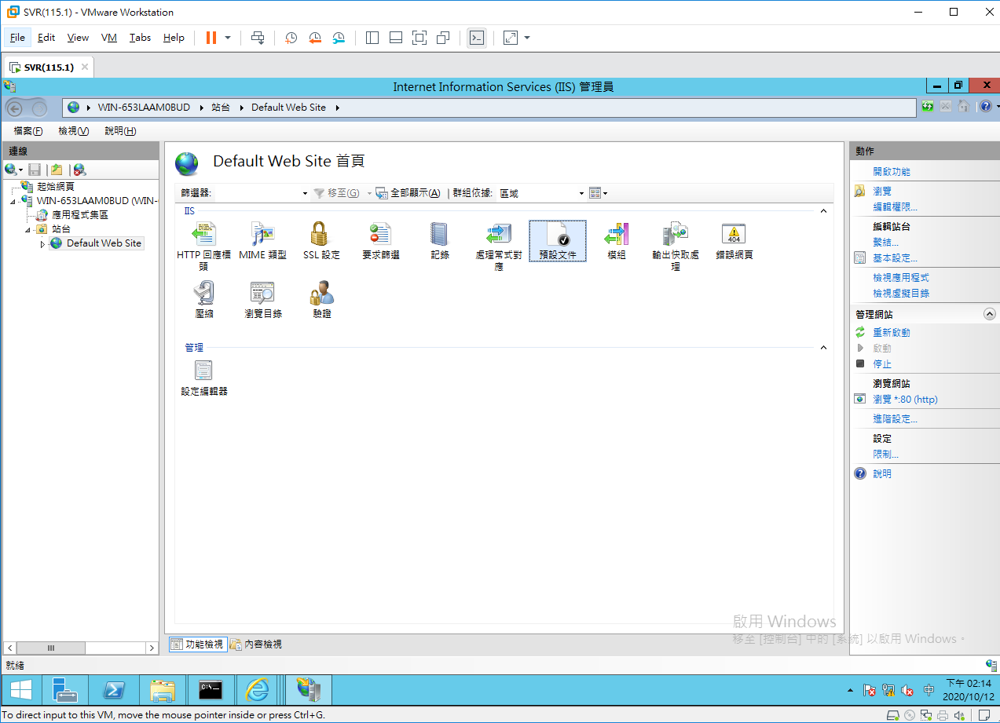 SVR(115.1) - VMware Workstation
File Edit View VM Tabs Help
SVR(115.1)
Internet Information Services (IIS) 管理員
WIN-653LAAM0BUD 站台 Default Web Site
檔案(F) 檢視(V) 說明(H)
連線
起始網頁
WIN-653LAAM0BUD (WIN-
應用程式集區
站台
Default Web Site
Default Web Site 首頁
篩選器: 移至(G) 全部顯示(A) 群組依據: 區域
IIS
HTTP 回應標頭 MIME 類型 SSL 設定 要求篩選 記錄 處理常式對應 預設文件 模組 輸出快取處理 錯誤網頁
404
壓縮 瀏覽目錄 驗證
管理
設定編輯器
功能檢視 內容檢視
動作
開啟功能
瀏覽
編輯權限...
編輯站台
繫結...
基本設定...
檢視應用程式
檢視虛擬目錄
管理網站
重新啟動
啟動
停止
瀏覽網站
瀏覽 *:80 (http)
進階設定...
設定
限制...
說明
啟用 Windows
移至 [控制台] 中的 [系統] 以啟用 Windows。
就緒
中
下午 02:14
2020/10/12
To direct input to this VM, move the mouse pointer inside or press Ctrl+G.